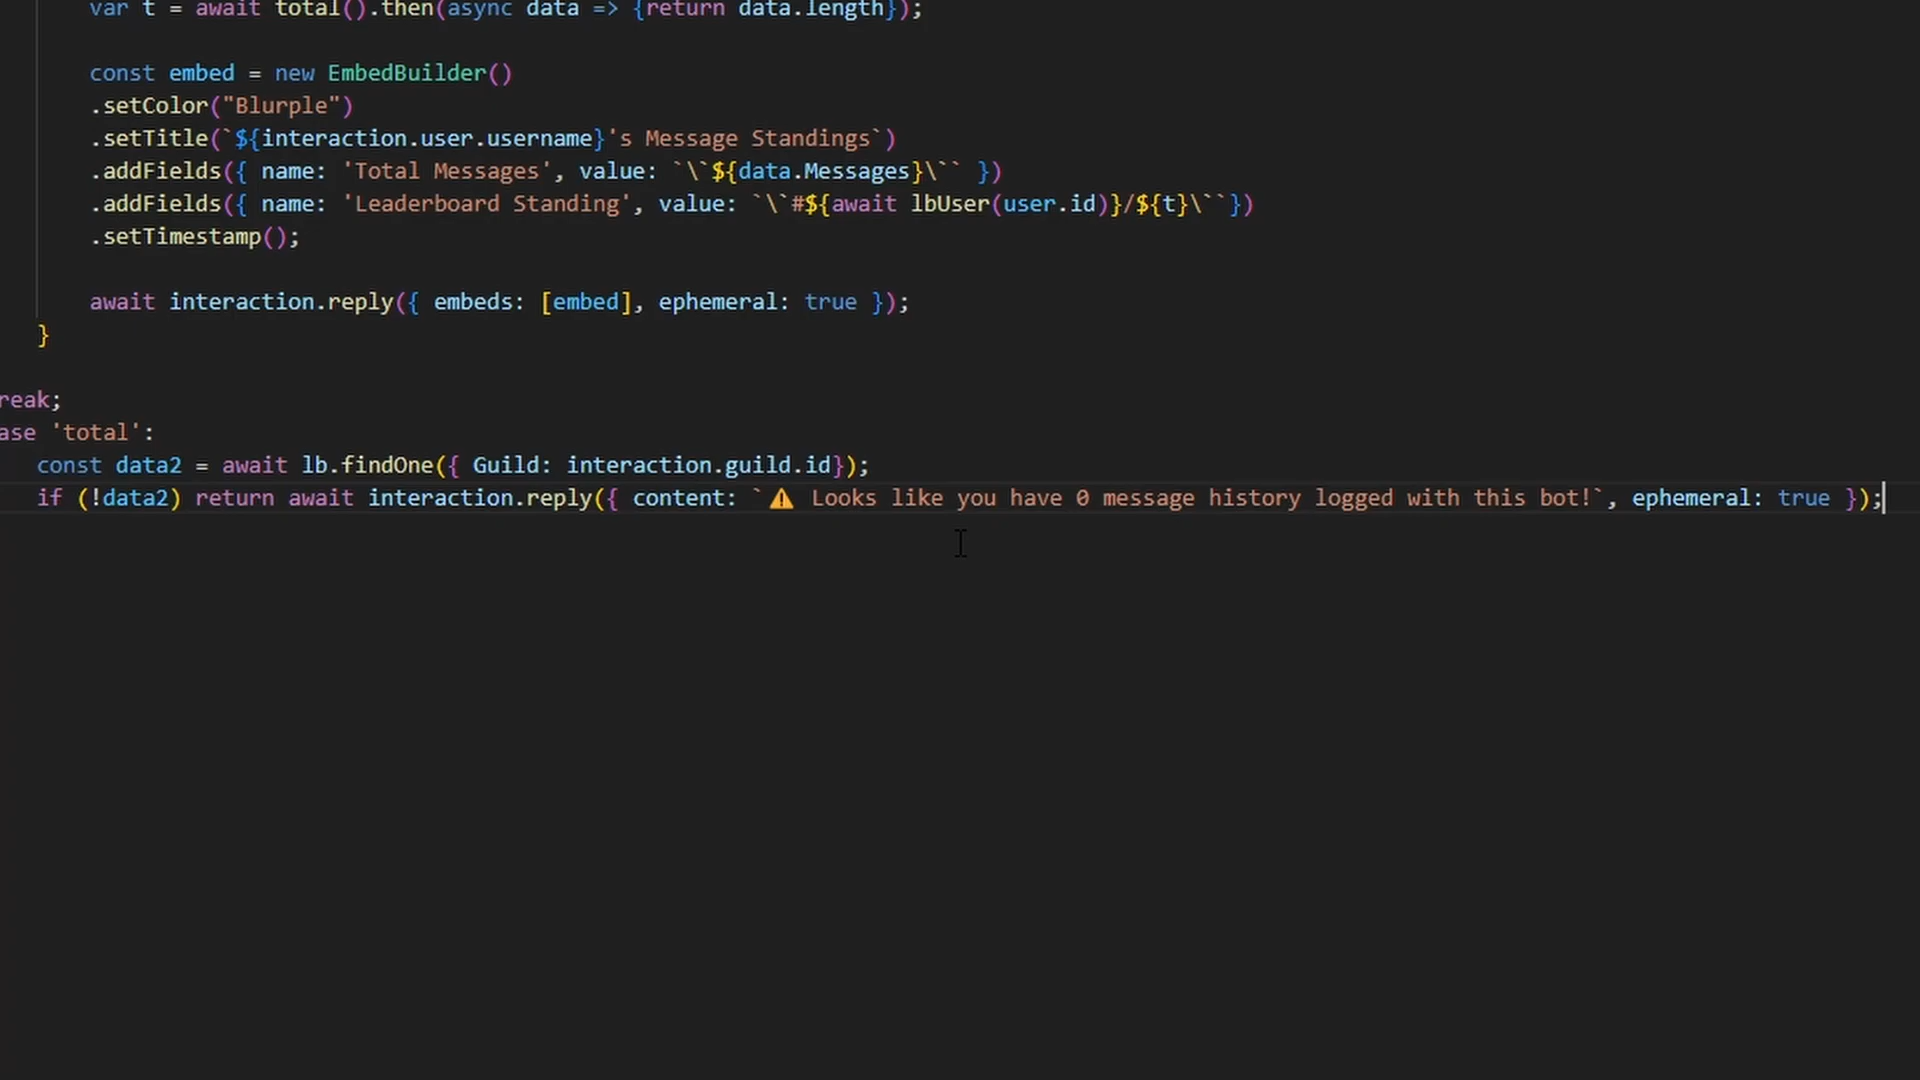 var t = await total().then(async data => {return data.length});
const embed = new EmbedBuilder()
.setColor("Blurple")
.setTitle(`${interaction.user.username}'s Message Standings`)
.addFields({ name: 'Total Messages', value: `\`${data.Messages}\`` })
.addFields({ name: 'Leaderboard Standing', value: `\`#${await lbUser(user.id)}/${t}\``})
.setTimestamp();
await interaction.reply({ embeds: [embed], ephemeral: true });
}
reak;
ase 'total':
const data2 = await lb.findOne({ Guild: interaction.guild.id});
if (!data2) return await interaction.reply({ content: `⚠️ Looks like you have 0 message history logged with this bot!`, ephemeral: true });